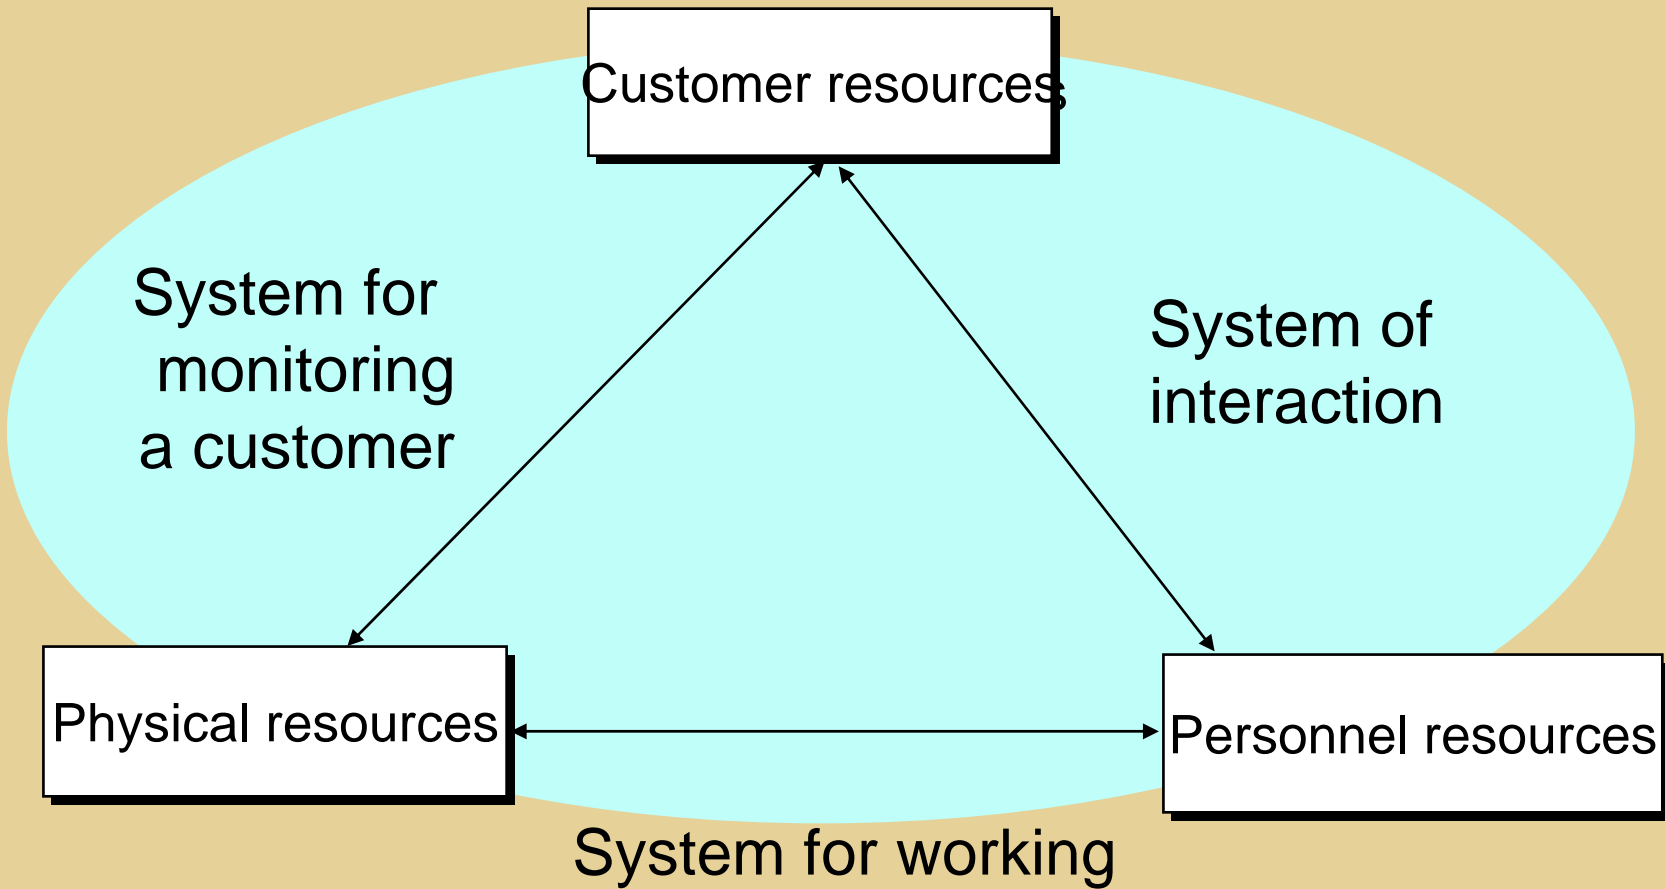 Customer resources
System for
monitoring
a customer
System of
interaction
Physical resources
Personnel resources
System for working